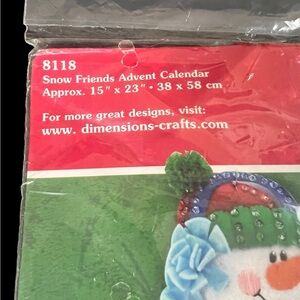 8118
Snow Friends Advent Calendar
Approx. 15" x 23" • 38 x 58 cm
For more great designs, visit:
www. dimensions-crafts.com